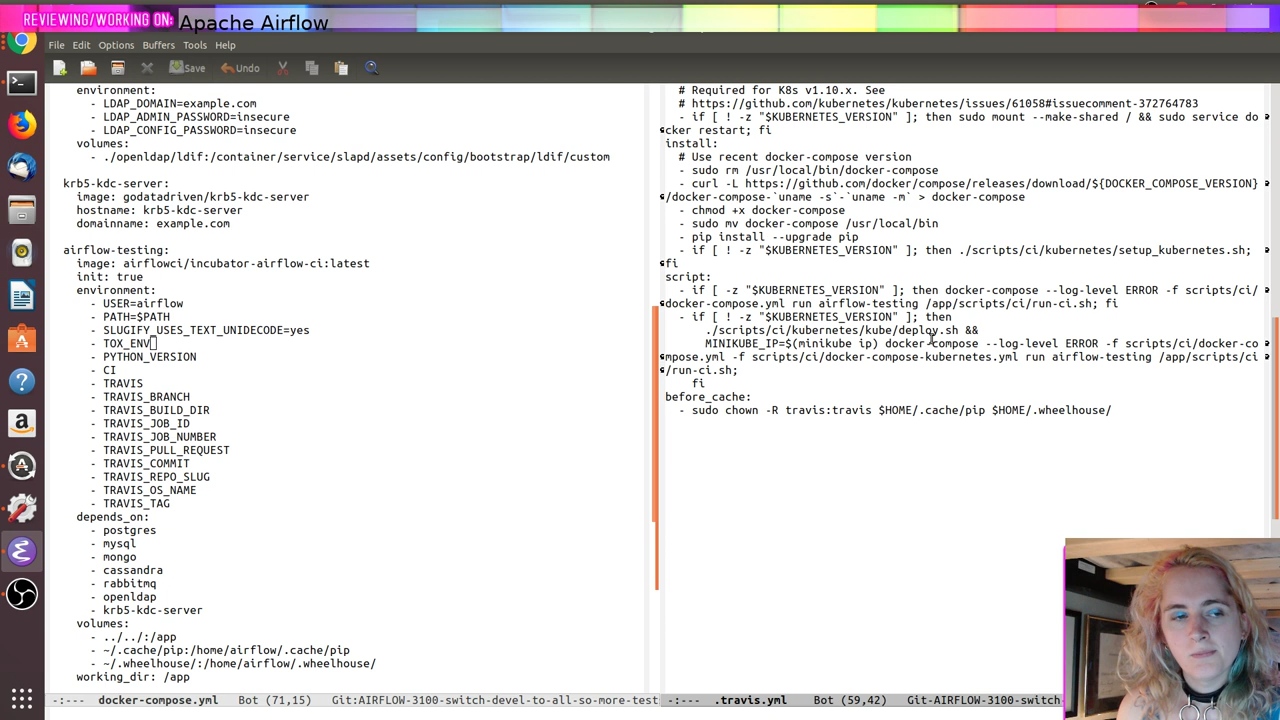 REVIEWING/WORKING ON: Apache Airflow
File Edit Options Buffers Tools Help
Save Undo
environment:
- LDAP_DOMAIN=example.com
- LDAP_ADMIN_PASSWORD=insecure
- LDAP_CONFIG_PASSWORD=insecure
volumes:
- ./openldap/ldif:/container/service/slapd/assets/config/bootstrap/ldif/custom
krb5-kdc-server:
image: godatadriven/krb5-kdc-server
hostname: krb5-kdc-server
domainname: example.com
airflow-testing:
image: airflowci/incubator-airflow-ci:latest
init: true
environment:
- USER=airflow
- PATH=$PATH
- SLUGIFY_USES_TEXT_UNIDECODE=yes
- TOX_ENV
- PYTHON_VERSION
- CI
- TRAVIS
- TRAVIS_BRANCH
- TRAVIS_BUILD_DIR
- TRAVIS_JOB_ID
- TRAVIS_JOB_NUMBER
- TRAVIS_PULL_REQUEST
- TRAVIS_COMMIT
- TRAVIS_REPO_SLUG
- TRAVIS_OS_NAME
- TRAVIS_TAG
depends_on:
- postgres
- mysql
- mongo
- cassandra
- rabbitmq
- openldap
- krb5-kdc-server
volumes:
- ../../:/app
- ~/.cache/pip:/home/airflow/.cache/pip
- ~/.wheelhouse/:/home/airflow/.wheelhouse/
working_dir: /app
-:--- docker-compose.yml Bot (71,15) Git:AIRFLOW-3100-switch-devel-to-all-so-more-test
# Required for K8s v1.10.x. See
# https://github.com/kubernetes/kubernetes/issues/61058#issuecomment-372764783
- if [ ! -z "$KUBERNETES_VERSION" ]; then sudo mount --make-shared / && sudo service do
cker restart; fi
install:
# Use recent docker-compose version
- sudo rm /usr/local/bin/docker-compose
- curl -L https://github.com/docker/compose/releases/download/${DOCKER_COMPOSE_VERSION}
/docker-compose-`uname -s`-`uname -m` > docker-compose
- chmod +x docker-compose
- sudo mv docker-compose /usr/local/bin
- pip install --upgrade pip
- if [ ! -z "$KUBERNETES_VERSION" ]; then ./scripts/ci/kubernetes/setup_kubernetes.sh;
fi
script:
- if [ -z "$KUBERNETES_VERSION" ]; then docker-compose --log-level ERROR -f scripts/ci/
docker-compose.yml run airflow-testing /app/scripts/ci/run-ci.sh; fi
- if [ ! -z "$KUBERNETES_VERSION" ]; then
./scripts/ci/kubernetes/kube/deploy.sh &&
MINIKUBE_IP=$(minikube ip) docker-compose --log-level ERROR -f scripts/ci/docker-co
mpose.yml -f scripts/ci/docker-compose-kubernetes.yml run airflow-testing /app/scripts/ci
/run-ci.sh;
fi
before_cache:
- sudo chown -R travis:travis $HOME/.cache/pip $HOME/.wheelhouse/
-:--- .travis.yml Bot (59,42) Git:AIRFLOW-3100-switch-